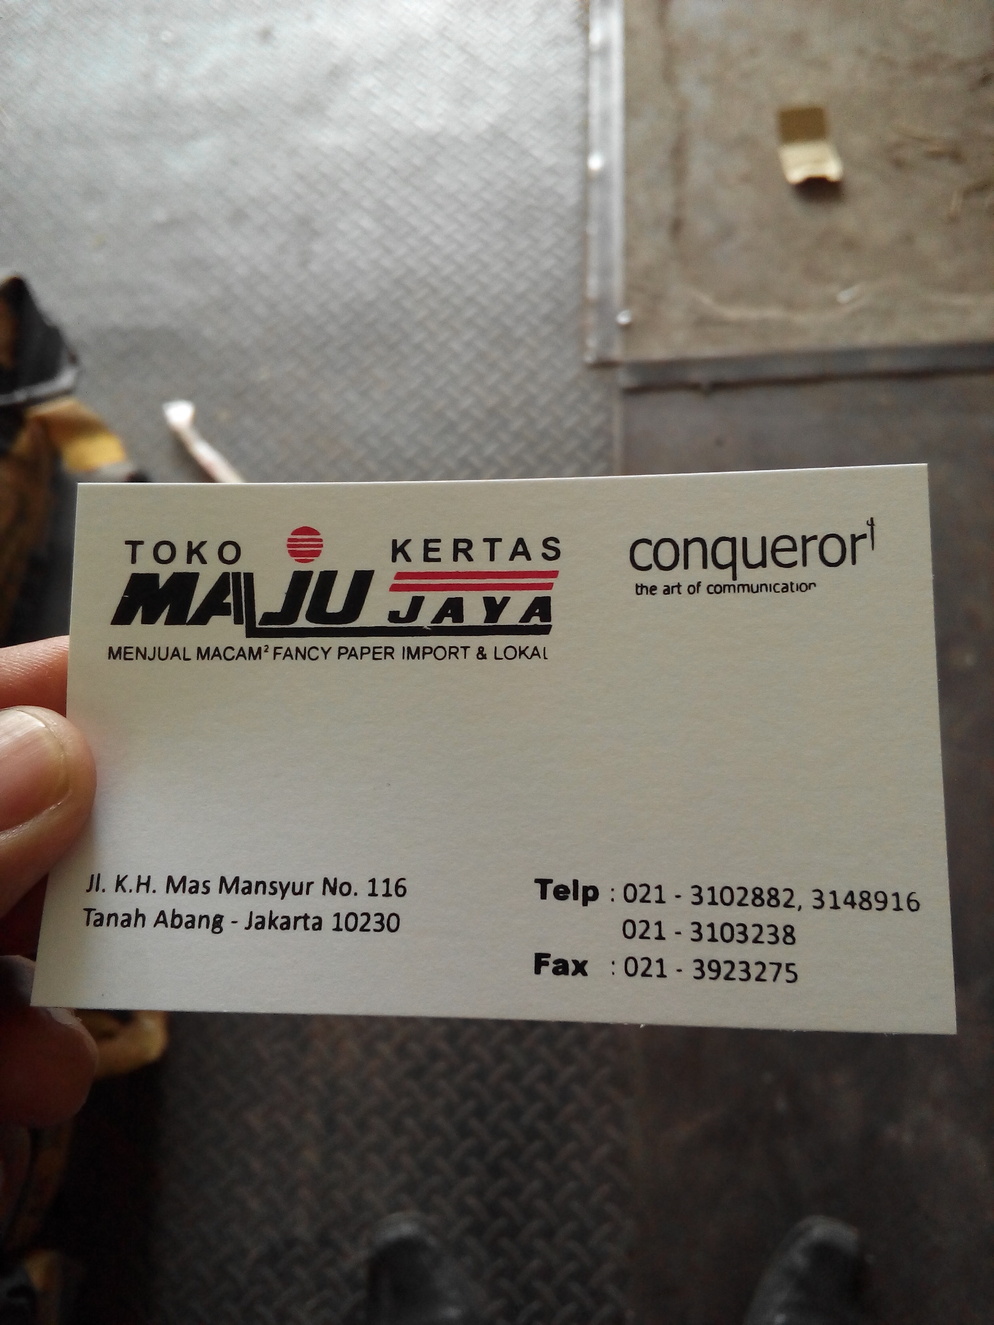 TOKO KERTAS
MAJU JAYA
MENJUAL MACAM² FANCY PAPER IMPORT & LOKAL
conqueror
the art of communication
Jl. K.H. Mas Mansyur No. 116
Tanah Abang - Jakarta 10230
Telp : 021 - 3102882, 3148916
021 - 3103238
Fax : 021 - 3923275